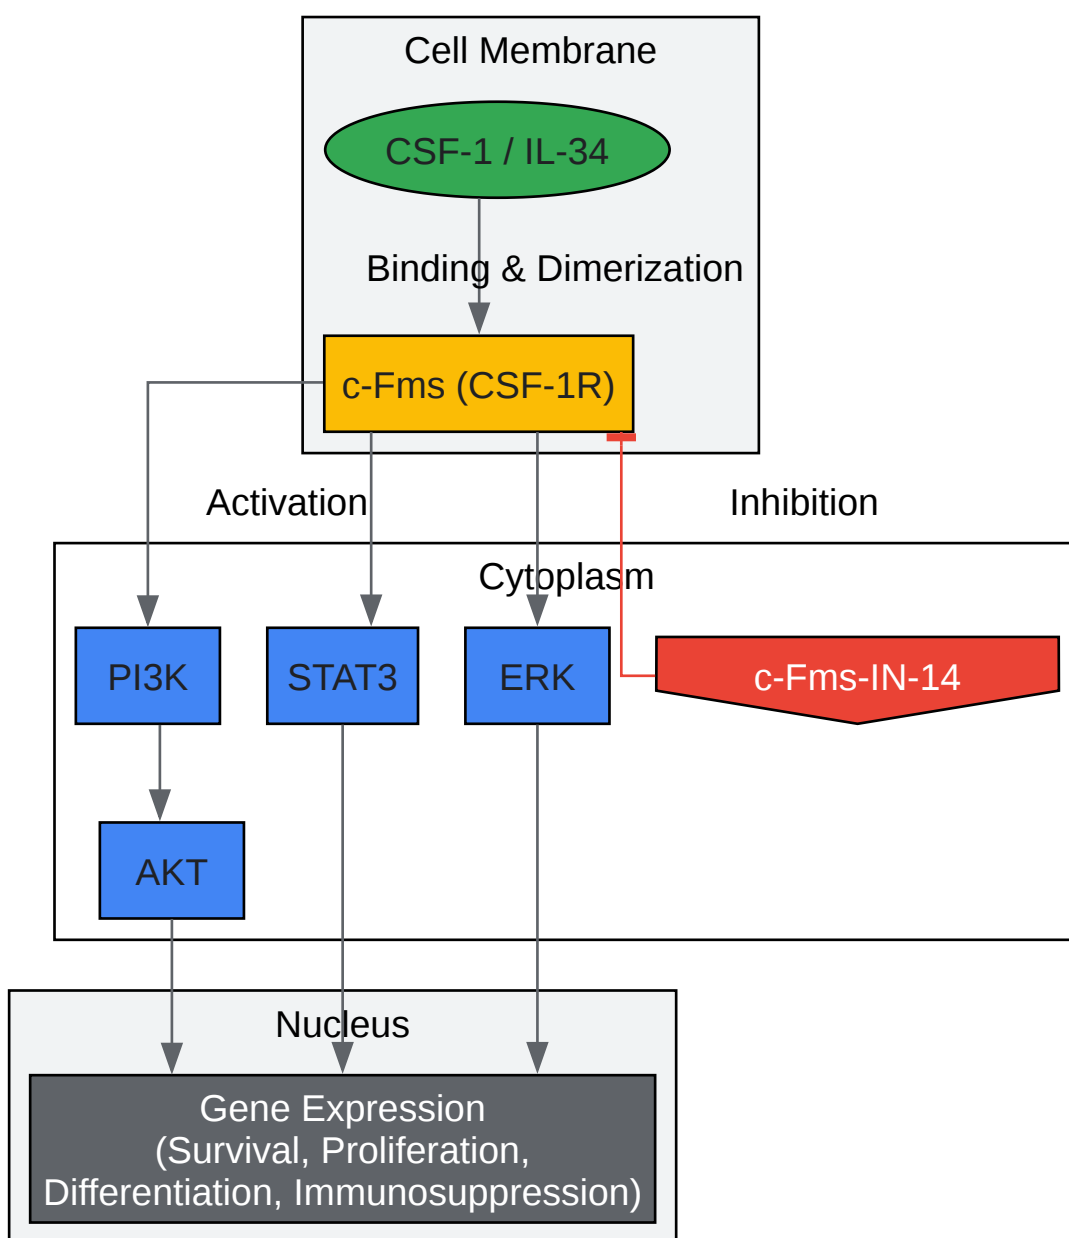 Cell Membrane
CSF-1 / IL-34
Binding & Dimerization
c-Fms (CSF-1R)
Activation
Inhibition
Cytoplasm
PI3K
STAT3
ERK
c-Fms-IN-14
AKT
Nucleus
Gene Expression
(Survival, Proliferation,
Differentiation, Immunosuppression)